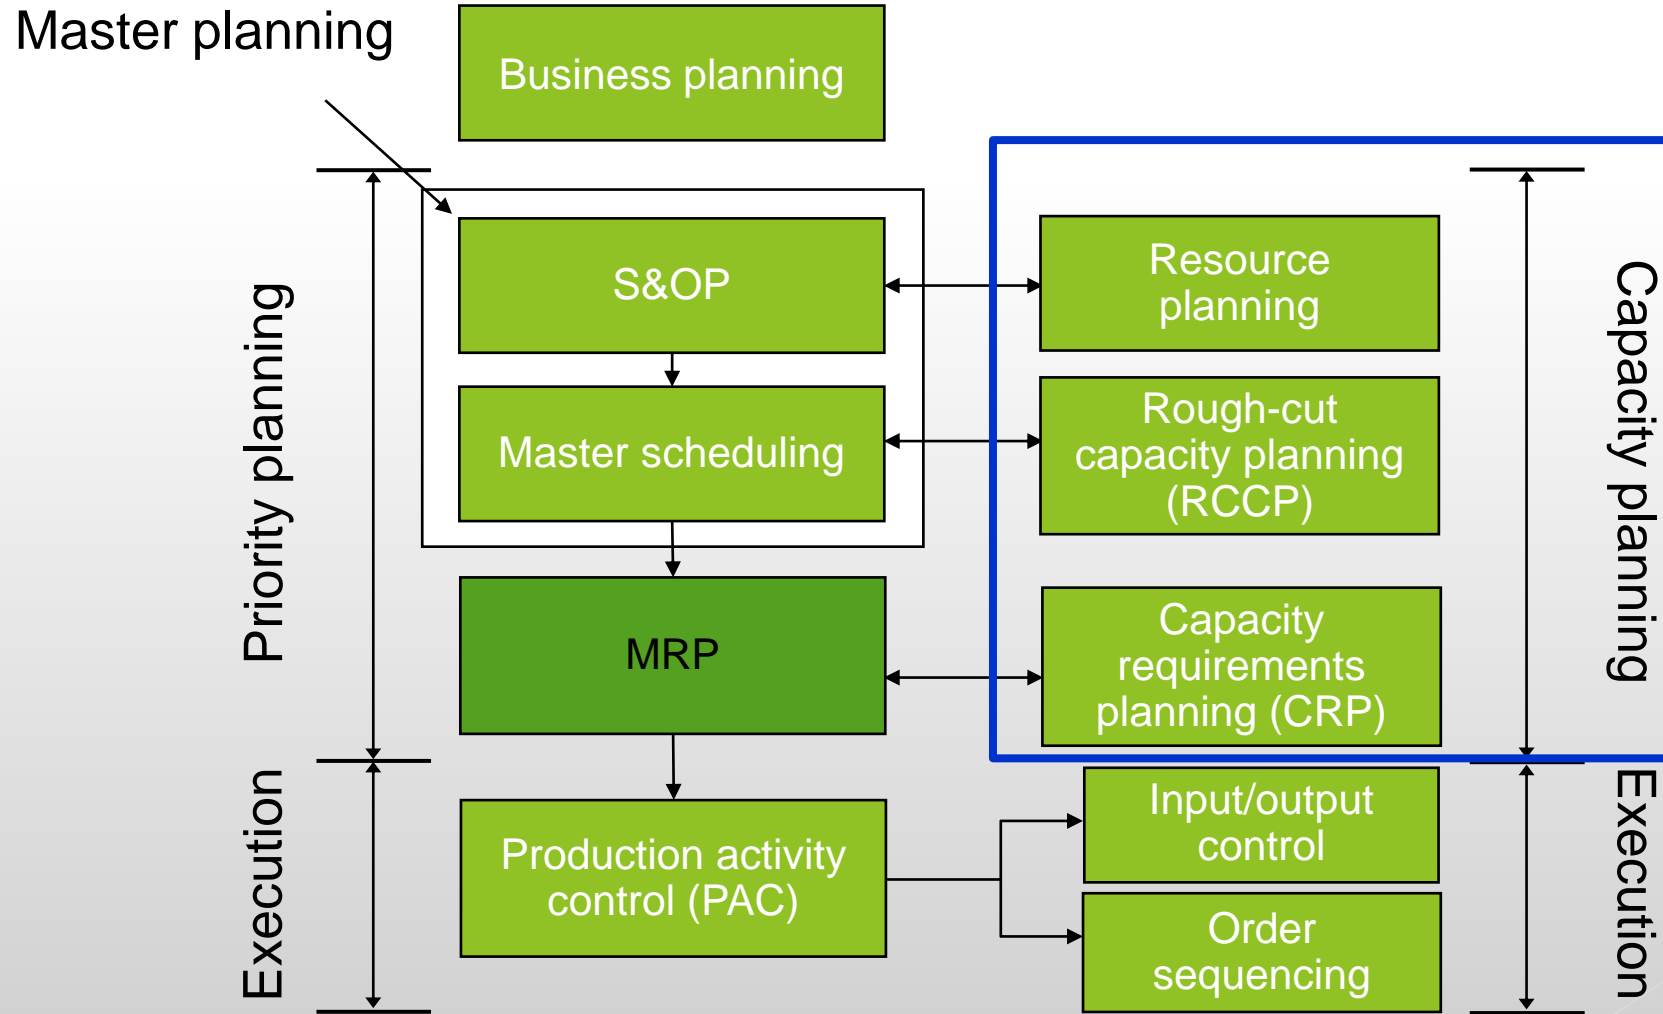 Master planning
Business planning
Priority planning
S&OP
Resource
planning
Capacity planning
Master scheduling
Rough-cut
capacity planning
(RCCP)
MRP
Capacity
requirements
planning (CRP)
Execution
Production activity
control (PAC)
Input/output
control
Order
sequencing
Execution